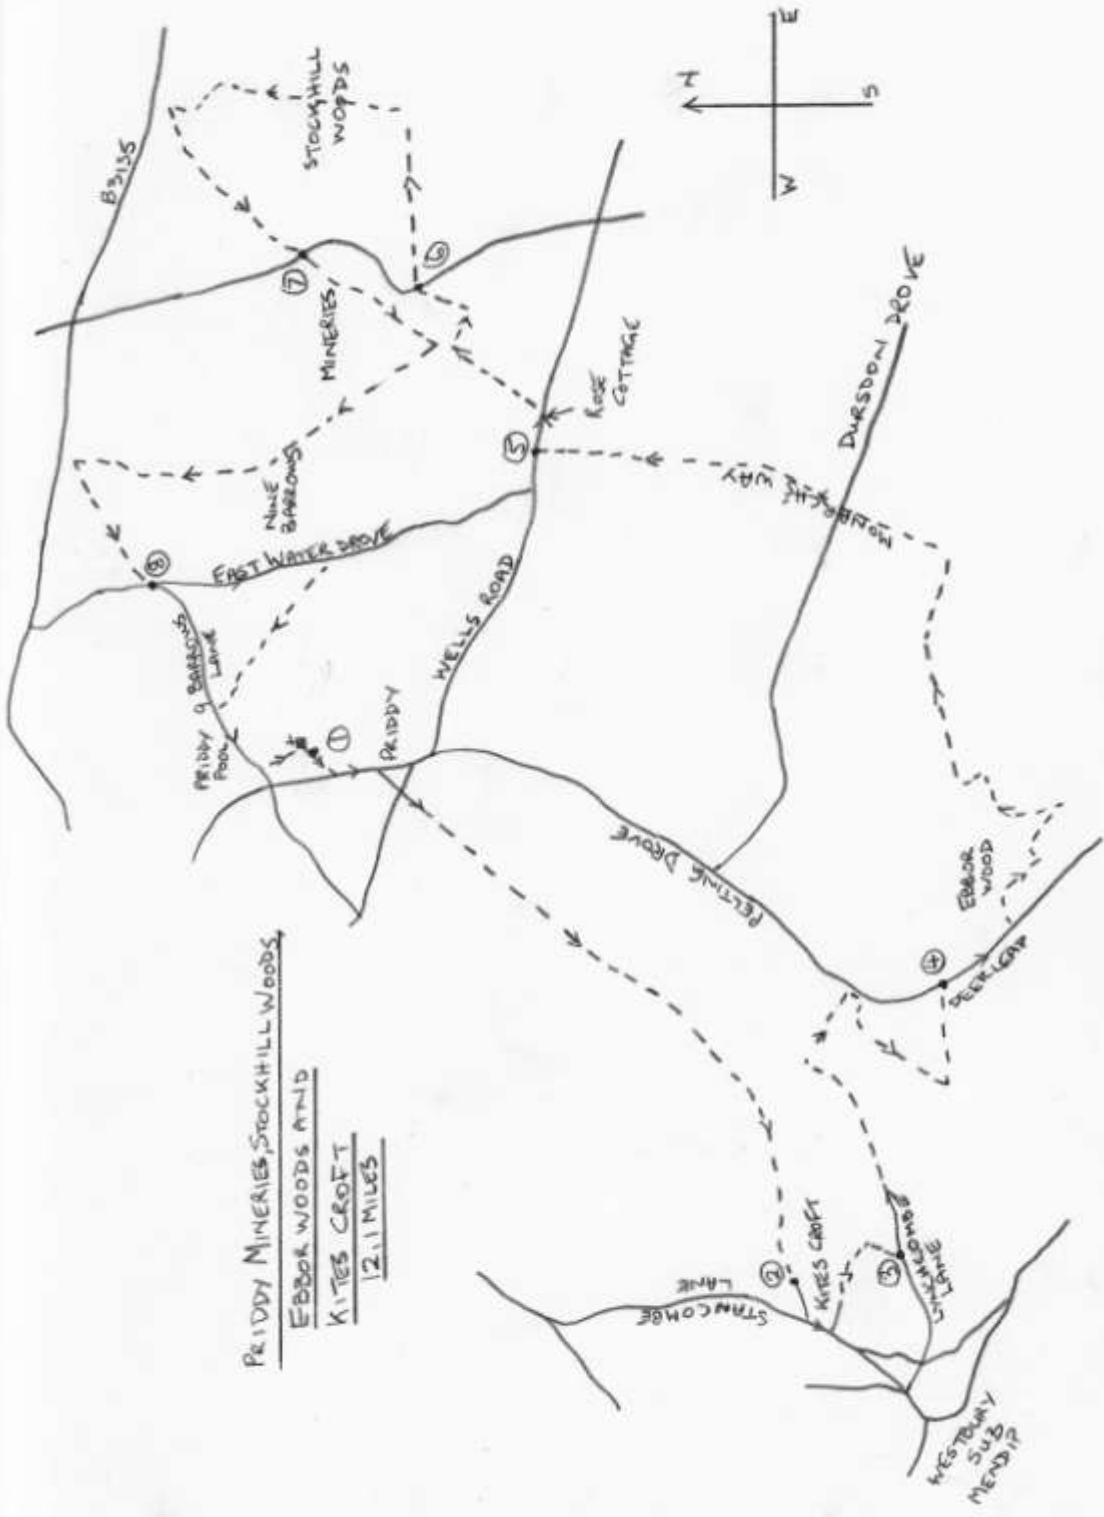 PRIDDY MINERIES, STOCKHILL WOODS
EBBOR WOODS AND
KITES CROFT
12.1 MILES
B3135
STOCKHILL
WOODS
N
E
W
S
7
6
MINERIES
NINE
BARROWS
8
EAST WATER DROVE
PRIDDY 9 BARROWS
LANE
PRIDDY
POOL
1
PRIDDY
WELLS ROAD
5
ROSE
COTTAGE
MONARCH
WAY
DURSDON DROVE
PELTING DROVE
EBBOR
WOOD
4
DEERLEAP
2
KITES CROFT
STANCOMBE
LANE
3
LYNCHCOMBE
LANE
WESTBURY
SUB
MENDIP